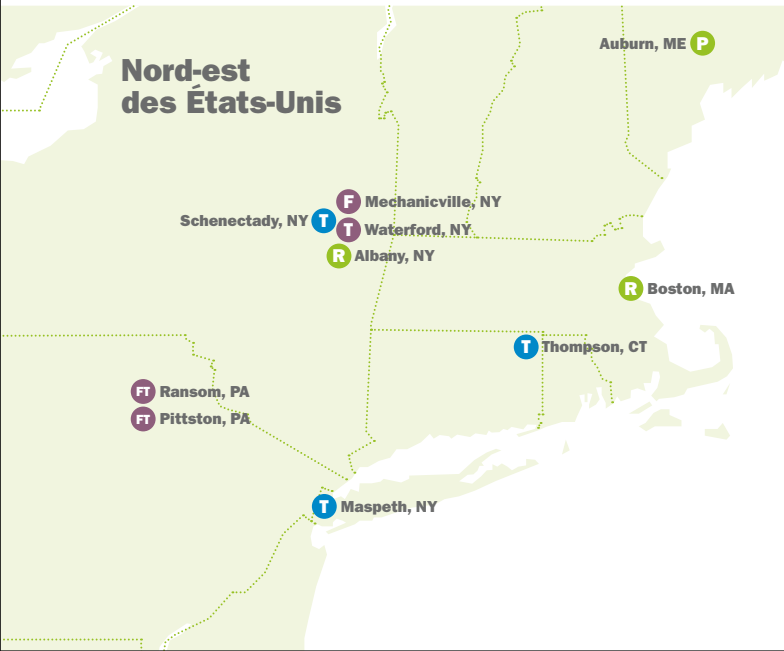 Nord-est
des États-Unis
Auburn, ME P
F Mechanicville, NY
Schenectady, NY T
T Waterford, NY
R Albany, NY
R Boston, MA
T Thompson, CT
FT Ransom, PA
FT Pittston, PA
T Maspeth, NY